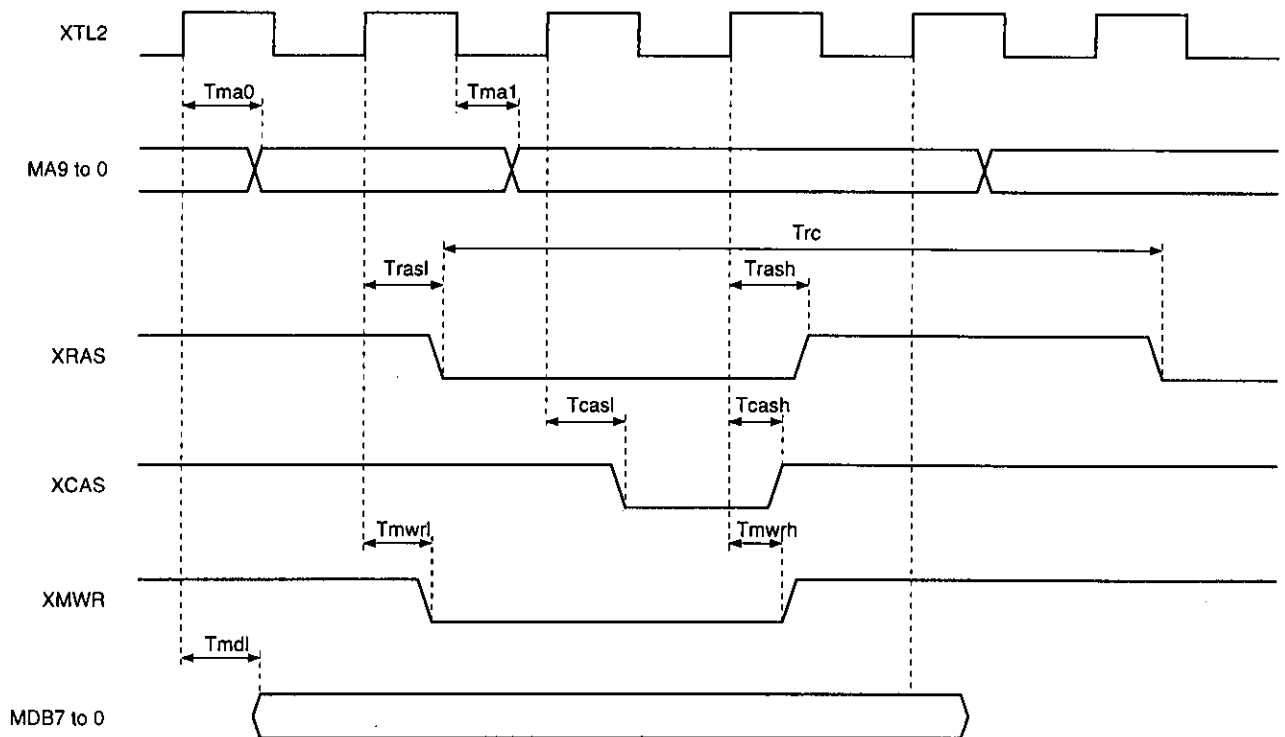 XTL2
Tma0
Tma1
MA9 to 0
Trc
Trasl
Trash
XRAS
Tcasl
Tcash
XCAS
Tmwrl
Tmwrh
XMWR
Tmdl
MDB7 to 0